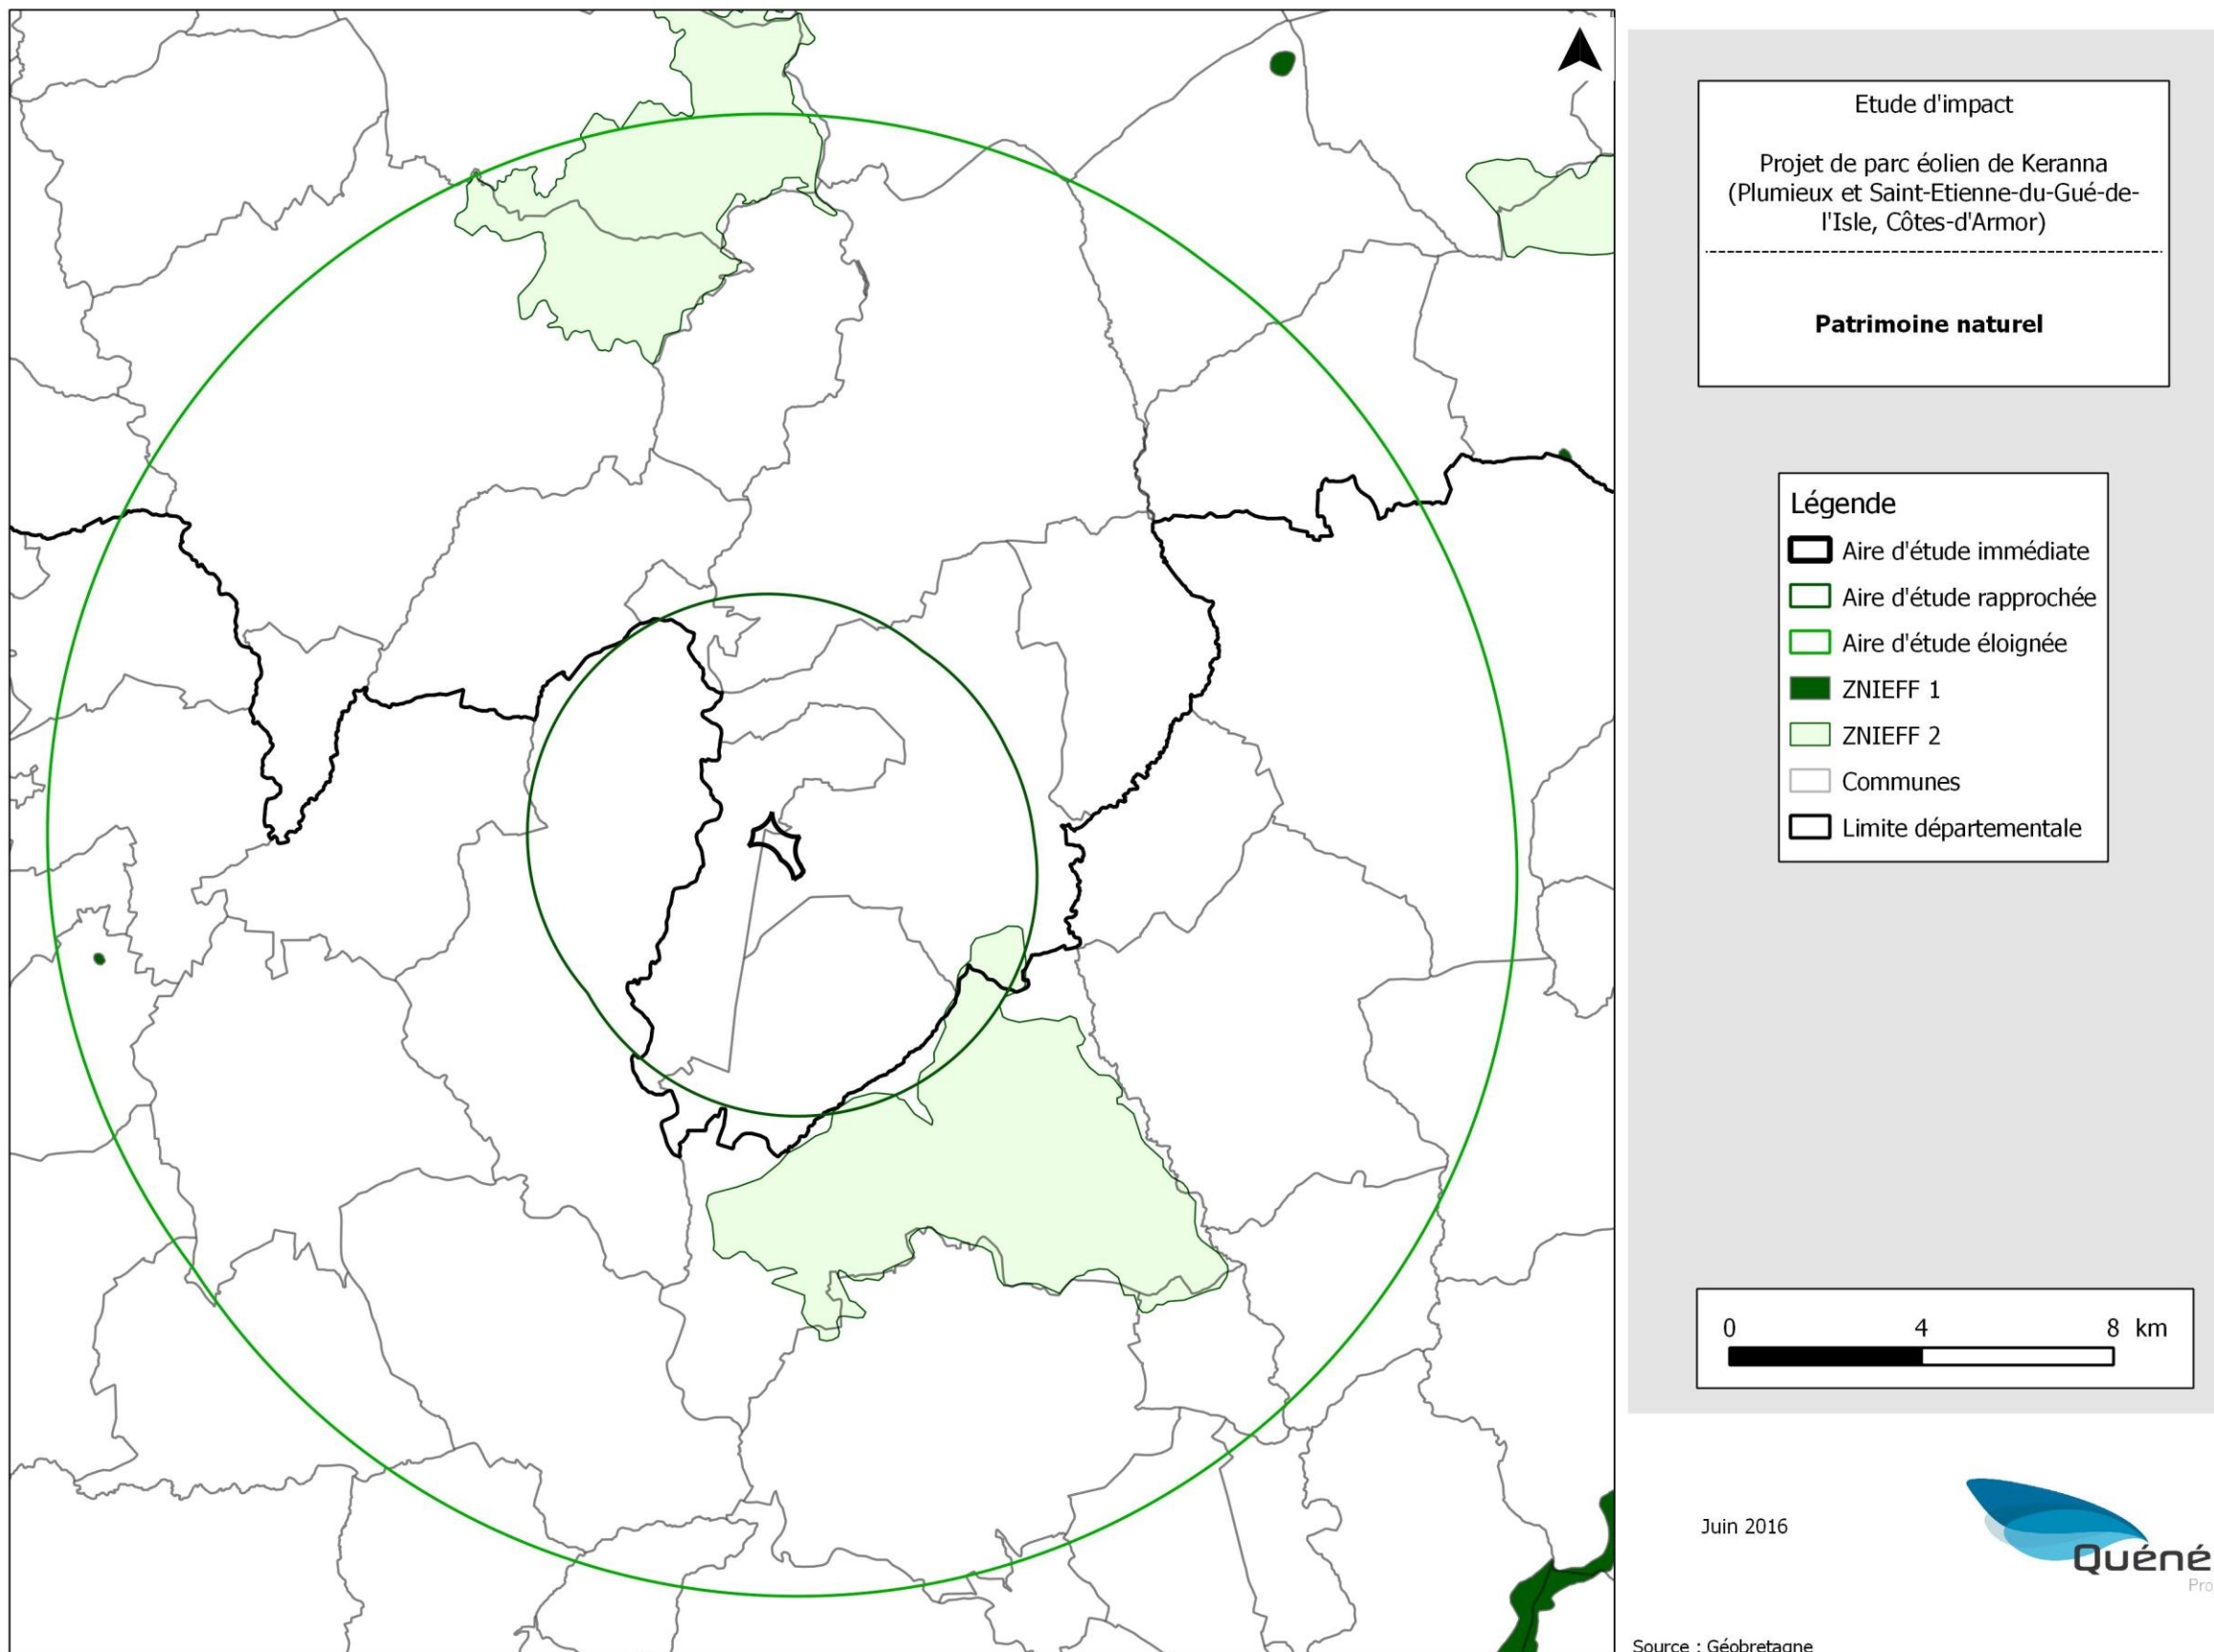 Etude d'impact
Projet de parc éolien de Keranna
(Plumieux et Saint-Etienne-du-Gué-de-
l'Isle, Côtes-d'Armor)
Patrimoine naturel
Légende
Aire d'étude immédiate
Aire d'étude rapprochée
Aire d'étude éloignée
ZNIEFF 1
ZNIEFF 2
Communes
Limite départementale
0 4 8 km
Juin 2016
Quéné
Pro
Source : Géobretagne